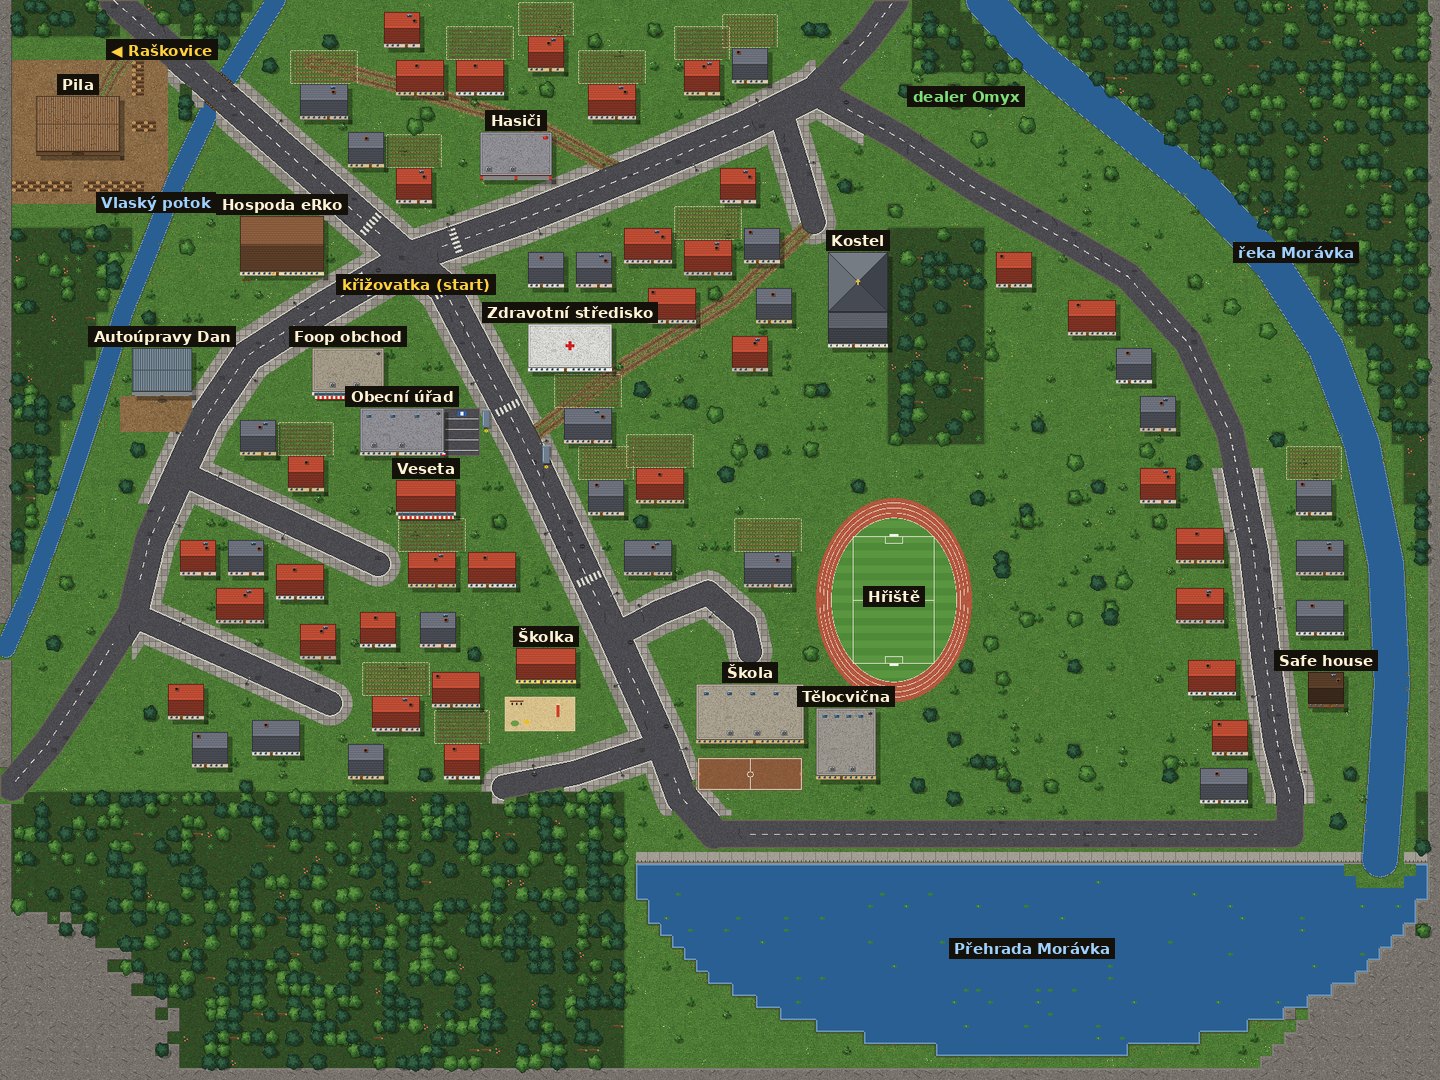 ◀ Raškovice
Pila
dealer Omyx
Hasiči
Vlaský potok
Hospoda eRko
Kostel
řeka Morávka
křižovatka (start)
Zdravotní středisko
Autoúpravy Dan
Foop obchod
Obecní úřad
Veseta
Hřiště
Školka
Safe house
Škola
Tělocvična
Přehrada Morávka